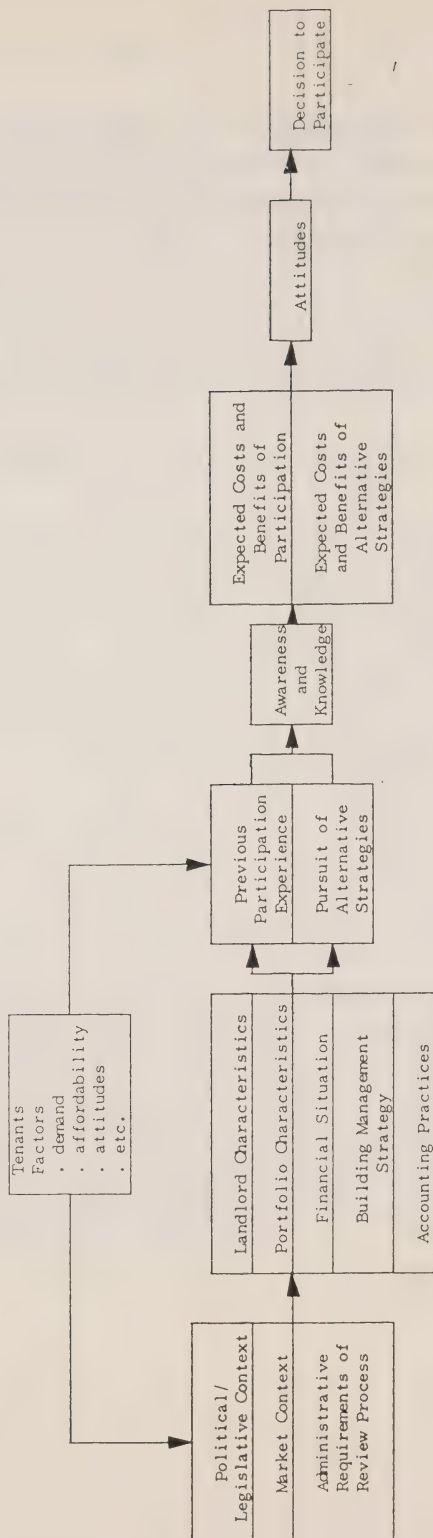 Tenants
Factors
. demand
. affordability
. attitudes
. etc.
Political/
Legislative Context
Market Context
Administrative
Requirements of
Review Process
Landlord Characteristics
Portfolio Characteristics
Financial Situation
Building Management
Strategy
Accounting Practices
Previous
Participation
Experience
Pursuit of
Alternative
Strategies
Awareness
and
Knowledge
Expected Costs and
Benefits of
Participation
Expected Costs
and Benefits of
Alternative
Strategies
Attitudes
Decision to
Participate